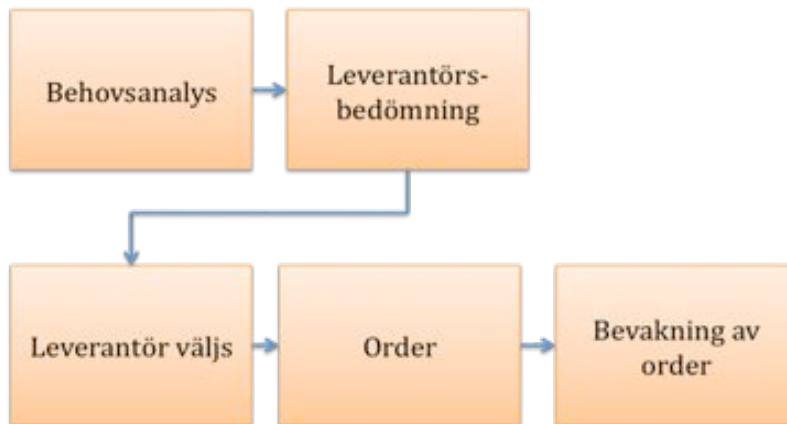 Behovsanalys
Leverantörs-
bedömning
Leverantör väljs
Order
Bevakning av
order